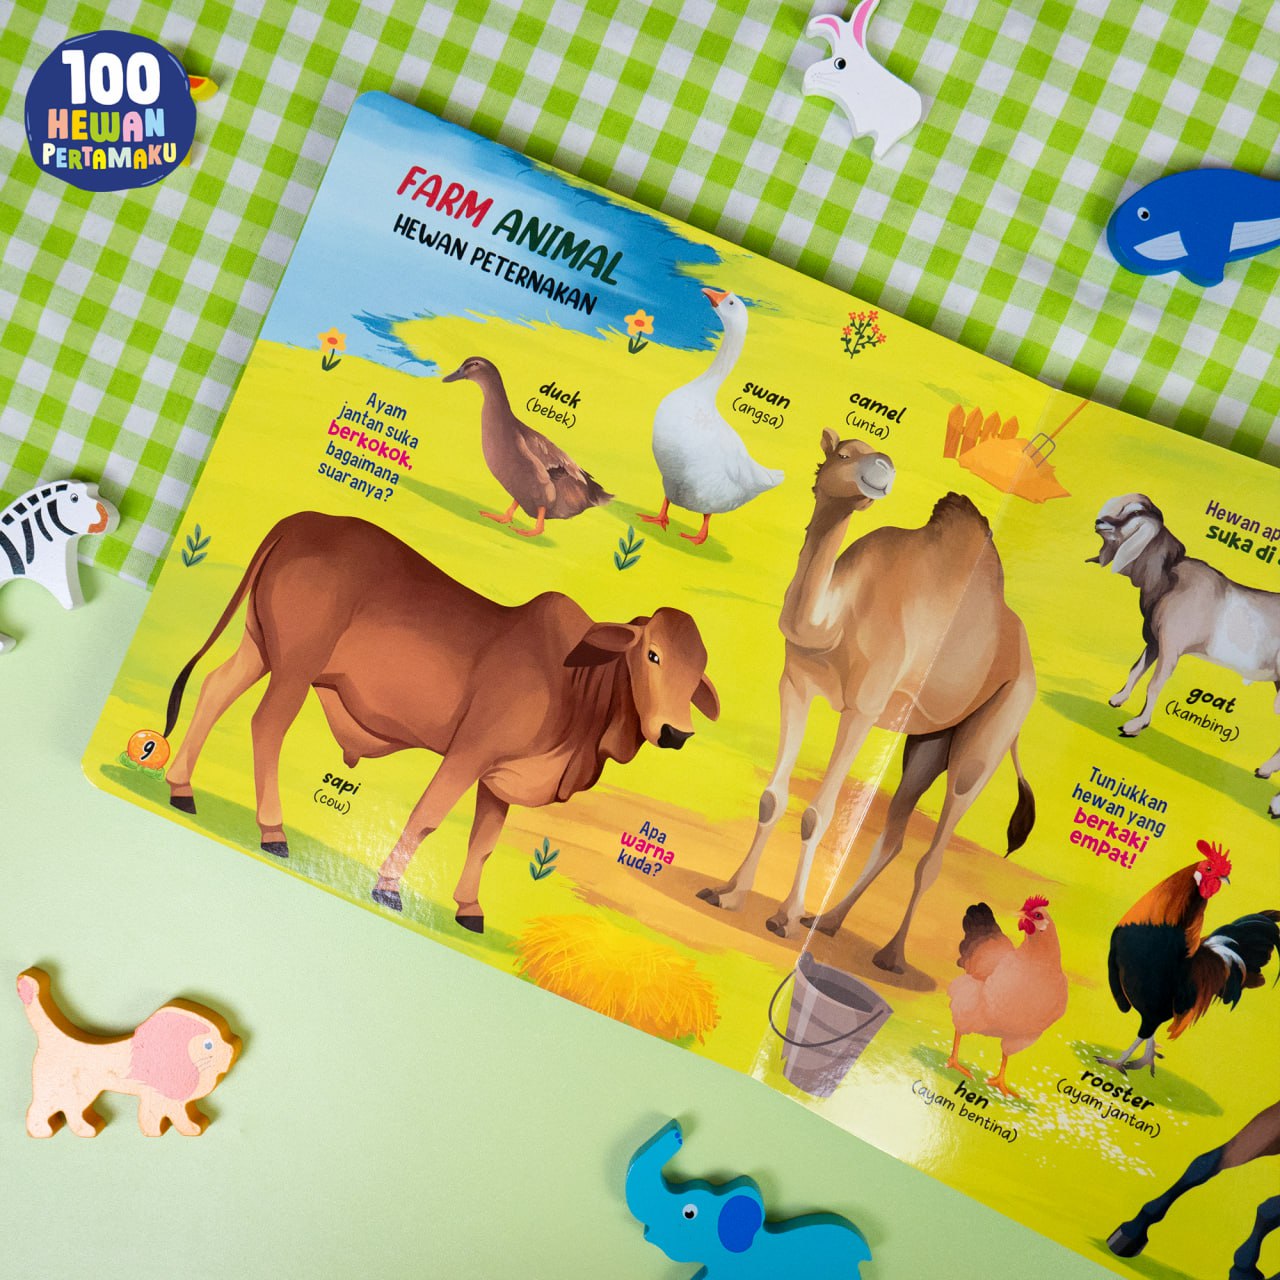 100
HEWAN
PERTAMAKU
FARM ANIMAL
HEWAN PETERNAKAN
Ayam
jantan suka
berkokok,
bagaimana
suaranya?
duck
(bebek)
swan
(angsa)
camel
(unta)
Hewan
suka di
goat
(kambing)
9
sapi
(cow)
Apa
warna
kuda?
Tunjukkan
hewan yang
berkaki
empat!
hen
(ayam bentina)
rooster
(ayam jantan)